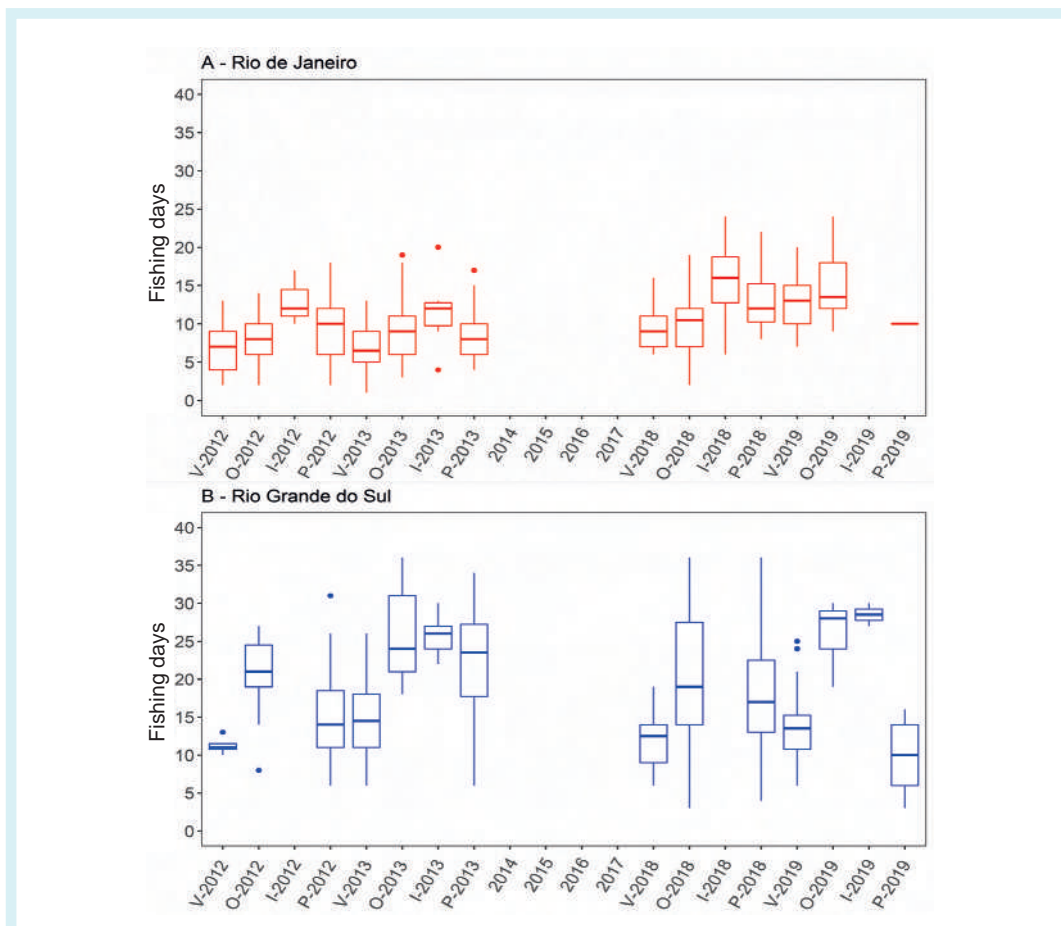 A - Rio de Janeiro
40
35
30
25
20
15
10
5
0
Fishing days
V-2012
O-2012
I-2012
P-2012
V-2013
O-2013
I-2013
P-2013
2014
2015
2016
2017
V-2018
O-2018
I-2018
P-2018
V-2019
O-2019
I-2019
P-2019
B - Rio Grande do Sul
40
35
30
25
20
15
10
5
0
Fishing days
V-2012
O-2012
I-2012
P-2012
V-2013
O-2013
I-2013
P-2013
2014
2015
2016
2017
V-2018
O-2018
I-2018
P-2018
V-2019
O-2019
I-2019
P-2019